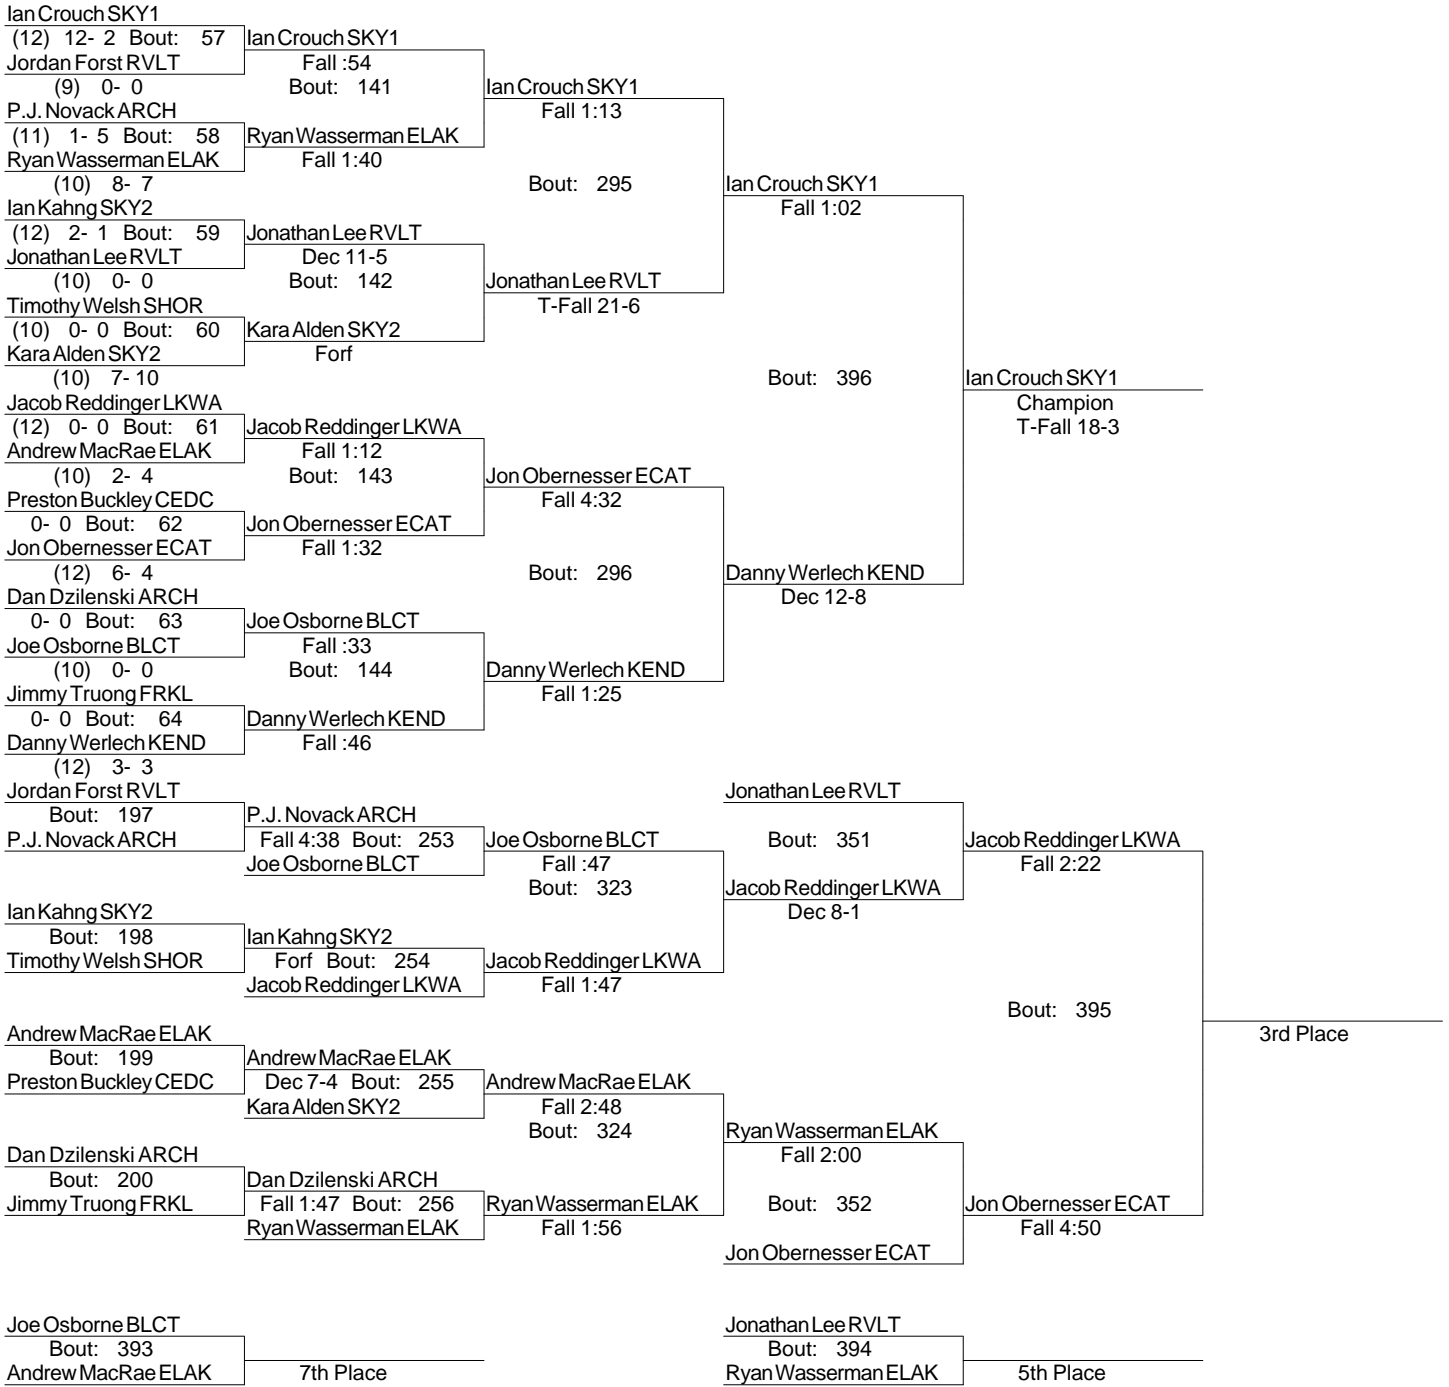 Ian Crouch SKY1
(12) 12- 2 Bout: 57 Ian Crouch SKY1
Jordan Forst RVLT Fall :54
(9) 0- 0 Bout: 141 Ian Crouch SKY1
P.J. Novack ARCH Fall 1:13
(11) 1- 5 Bout: 58 Ryan Wasserman ELAK
Ryan Wasserman ELAK Fall 1:40
(10) 8- 7 Bout: 295 Ian Crouch SKY1
Ian Kahng SKY2 Fall 1:02
(12) 2- 1 Bout: 59 Jonathan Lee RVLT
Jonathan Lee RVLT Dec 11-5
(10) 0- 0 Bout: 142 Jonathan Lee RVLT
Timothy Welsh SHOR T-Fall 21-6
(10) 0- 0 Bout: 60 Kara Alden SKY2
Kara Alden SKY2 Forf
(10) 7- 10 Bout: 396 Ian Crouch SKY1
Jacob Reddinger LKWA Champion
(12) 0- 0 Bout: 61 Jacob Reddinger LKWA T-Fall 18-3
Andrew MacRae ELAK Fall 1:12
(10) 2- 4 Bout: 143 Jon Obernesser ECAT
Preston Buckley CEDC Fall 4:32
0- 0 Bout: 62 Jon Obernesser ECAT
Jon Obernesser ECAT Fall 1:32
(12) 6- 4 Bout: 296 Danny Werlech KEND
Dan Dzilenski ARCH Dec 12-8
0- 0 Bout: 63 Joe Osborne BLCT
Joe Osborne BLCT Fall :33
(10) 0- 0 Bout: 144 Danny Werlech KEND
Jimmy Truong FRKL Fall 1:25
0- 0 Bout: 64 Danny Werlech KEND
Danny Werlech KEND Fall :46
(12) 3- 3
Jordan Forst RVLT Jonathan Lee RVLT
Bout: 197 P.J. Novack ARCH
P.J. Novack ARCH Fall 4:38 Bout: 253 Joe Osborne BLCT Bout: 351 Jacob Reddinger LKWA
Joe Osborne BLCT Fall :47 Fall 2:22
Bout: 323 Jacob Reddinger LKWA
Ian Kahng SKY2 Dec 8-1
Bout: 198 Ian Kahng SKY2
Timothy Welsh SHOR Forf Bout: 254 Jacob Reddinger LKWA
Jacob Reddinger LKWA Fall 1:47
Bout: 395
Andrew MacRae ELAK 3rd Place
Bout: 199 Andrew MacRae ELAK
Preston Buckley CEDC Dec 7-4 Bout: 255 Andrew MacRae ELAK
Kara Alden SKY2 Fall 2:48
Bout: 324 Ryan Wasserman ELAK
Dan Dzilenski ARCH Fall 2:00
Bout: 200 Dan Dzilenski ARCH
Jimmy Truong FRKL Fall 1:47 Bout: 256 Ryan Wasserman ELAK Bout: 352 Jon Obernesser ECAT
Ryan Wasserman ELAK Fall 1:56 Fall 4:50
Jon Obernesser ECAT
Joe Osborne BLCT Jonathan Lee RVLT
Bout: 393 Bout: 394
Andrew MacRae ELAK 7th Place Ryan Wasserman ELAK 5th Place